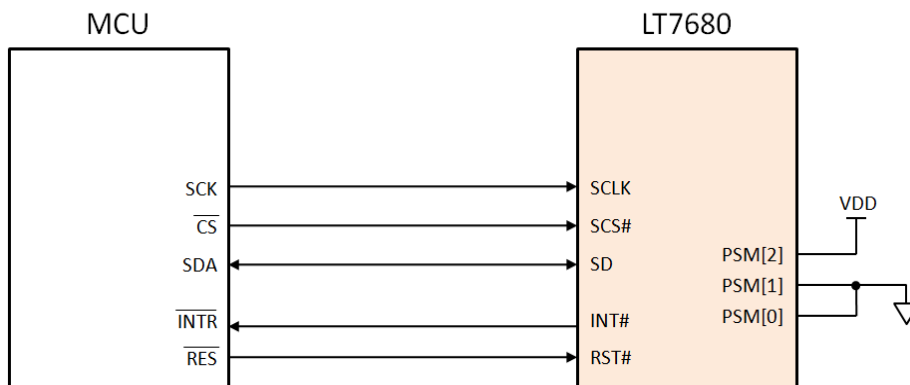 MCU
LT7680
SCK
SCLK
CS
SCS#
VDD
SDA
SD
PSM[2]
PSM[1]
INTR
INT#
PSM[0]
RES
RST#